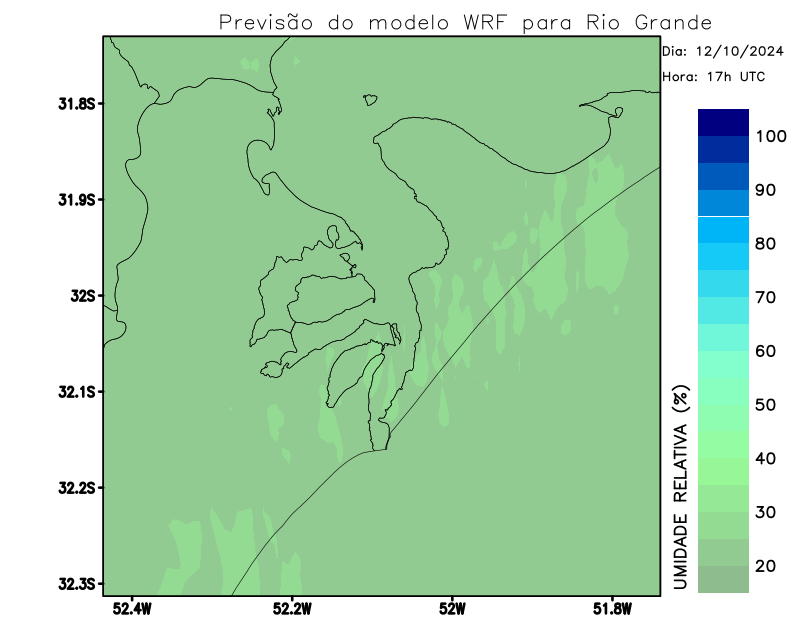 Previsão do modelo WRF para Rio Grande
Dia: 12/10/2024
Hora: 17h UTC
31.8S
31.9S
32S
32.1S
32.2S
32.3S
52.4W
52.2W
52W
51.8W
UMIDADE RELATIVA (%)
100
90
80
70
60
50
40
30
20